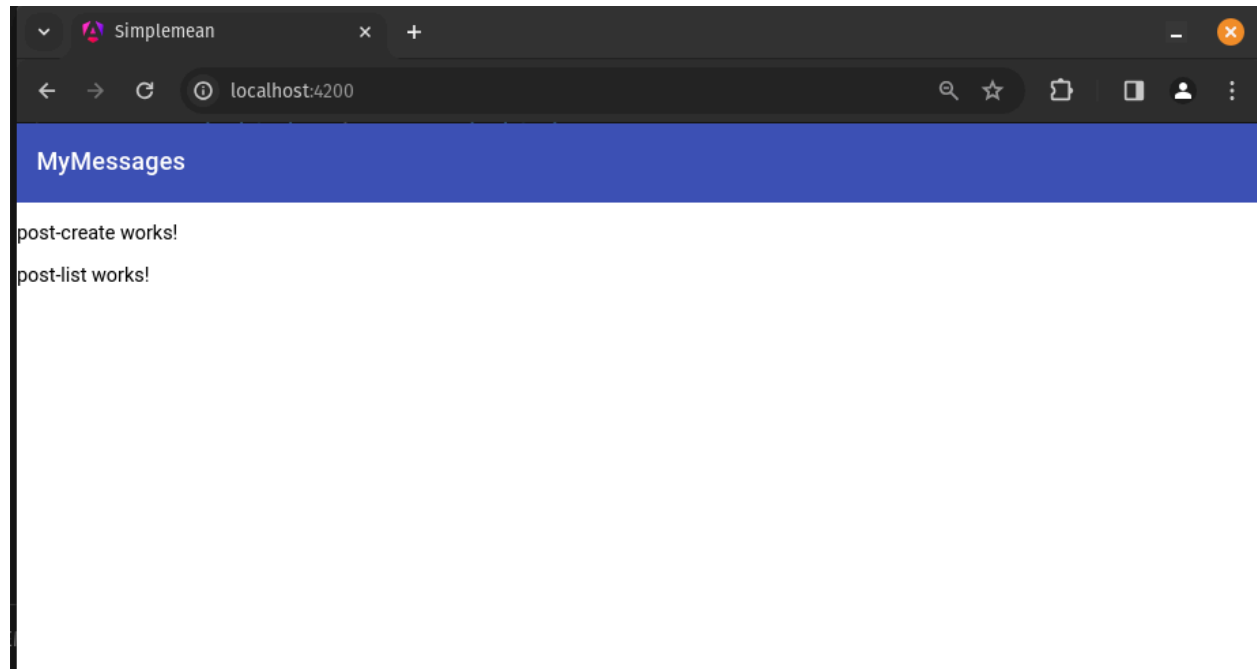 Simplemean
localhost:4200
MyMessages
post-create works!
post-list works!